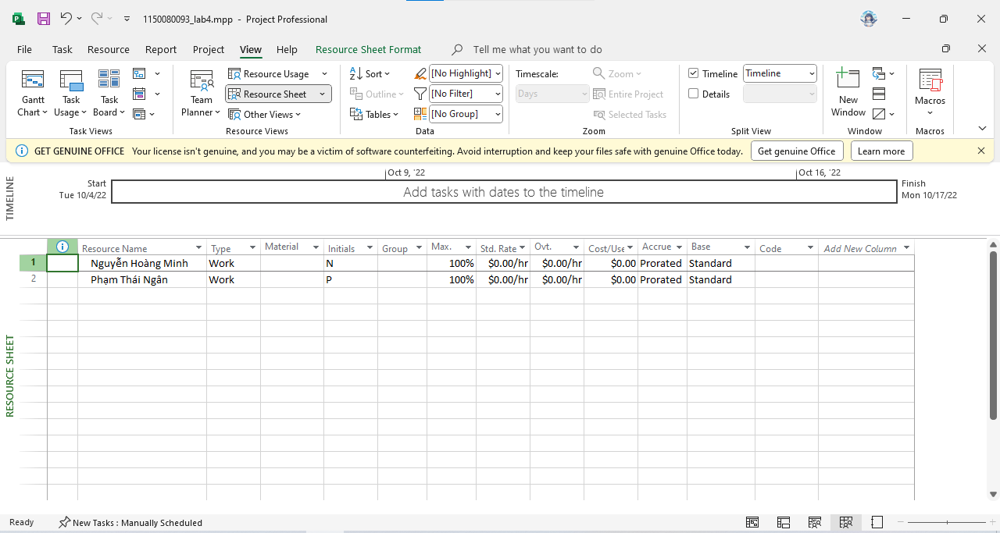 1150080093_lab4.mpp - Project Professional
File Task Resource Report Project View Help Resource Sheet Format Tell me what you want to do
Gantt Chart
Task Usage
Task Board
Task Views
Team Planner
Resource Usage
Resource Sheet
Other Views
Resource Views
Sort
Outline
Tables
[No Highlight]
[No Filter]
[No Group]
Data
Timescale:
Days
Zoom
Entire Project
Selected Tasks
Zoom
Timeline Timeline
Details
Split View
New Window
Window
Macros
Macros
GET GENUINE OFFICE Your license isn't genuine, and you may be a victim of software counterfeiting. Avoid interruption and keep your files safe with genuine Office today. Get genuine Office Learn more
TIMELINE
Oct 9, '22 Oct 16, '22
Start
Tue 10/4/22
Add tasks with dates to the timeline
Finish
Mon 10/17/22
RESOURCE SHEET
Resource Name Type Material Initials Group Max. Std. Rate Ovt. Cost/Use Accrue Base Code Add New Column
1 Nguyễn Hoàng Minh Work N 100% $0.00/hr $0.00/hr $0.00 Prorated Standard
2 Phạm Thái Ngân Work P 100% $0.00/hr $0.00/hr $0.00 Prorated Standard
Ready New Tasks : Manually Scheduled